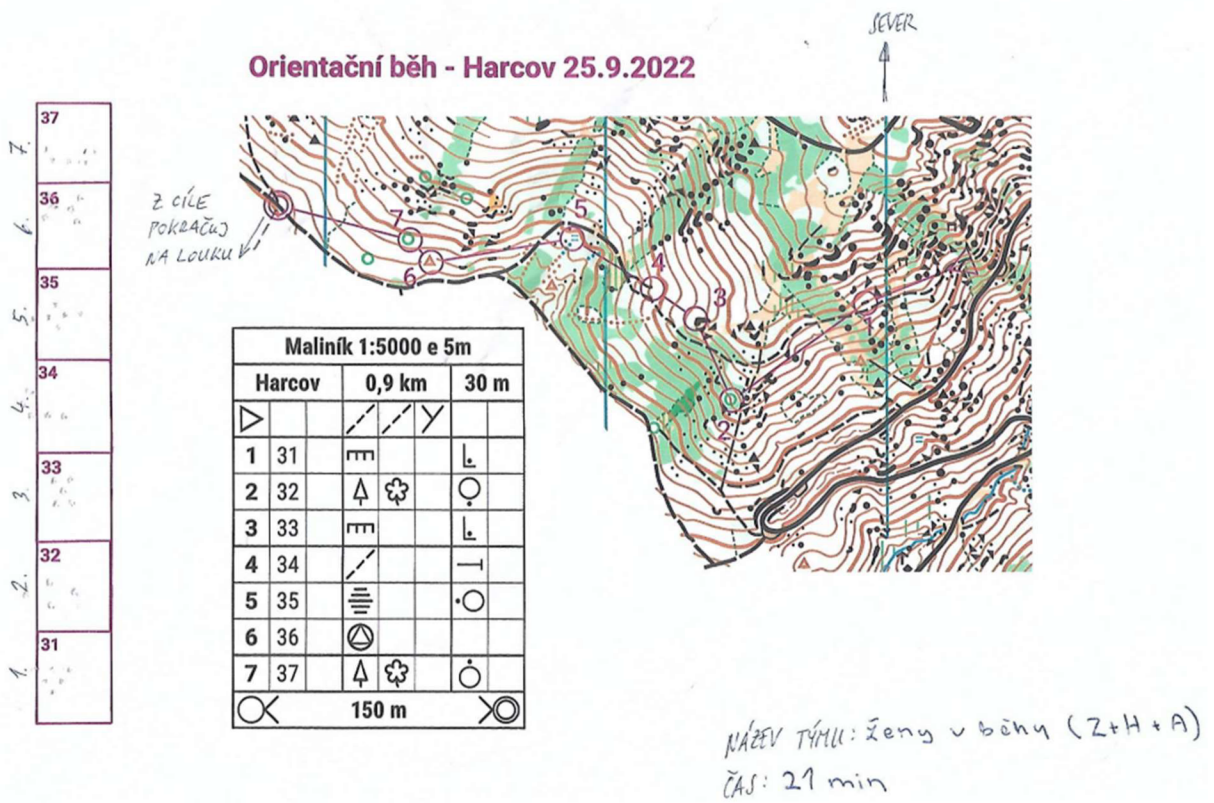 SEVER
Orientační běh - Harcov 25.9.2022
7. 37
6. 36
5. 35
4. 34
3. 33
2. 32
1. 31
Z CÍLE
POKRAČUJ
NA LOUKU
7
6
5
4
3
2
1
Maliník 1:5000 e 5m
Harcov 0,9 km 30 m
1 31
2 32
3 33
4 34
5 35
6 36
7 37
150 m
NÁZEV TÝMU: ženy v běhu (Z+H+A)
ČAS: 21 min